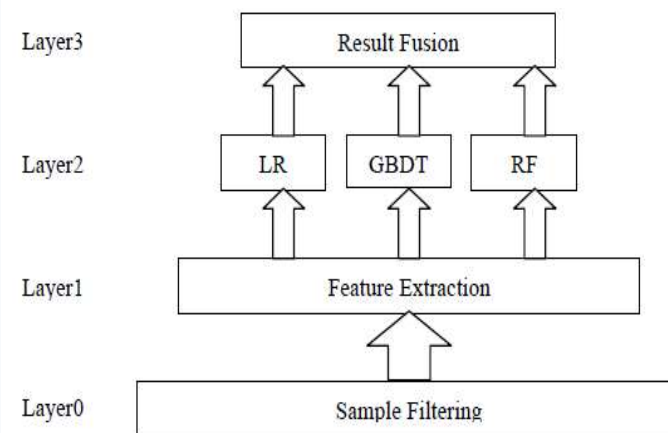 Layer3
Result Fusion
Layer2
LR
GBDT
RF
Layer1
Feature Extraction
Layer0
Sample Filtering